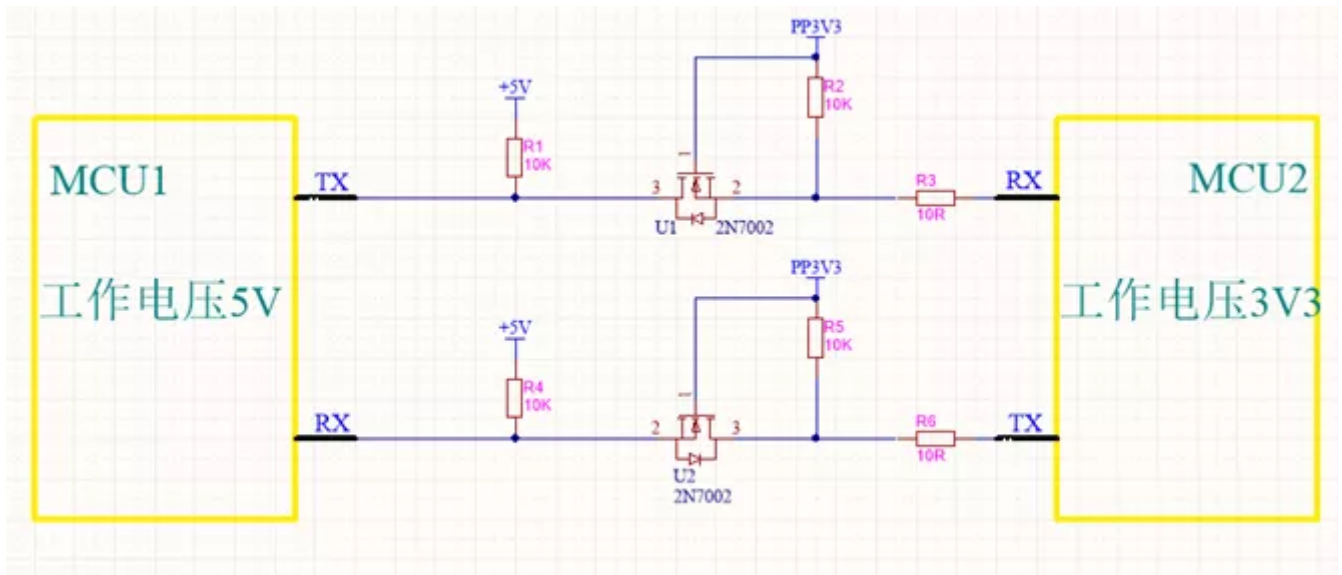 PP3V3
R2
10K
+5V
R1
10K
MCU1
TX
1
3
2
U1
2N7002
R3
10R
RX
MCU2
工作电压5V
工作电压3V3
PP3V3
R5
10K
+5V
R4
10K
RX
1
2
3
U2
2N7002
R6
10R
TX